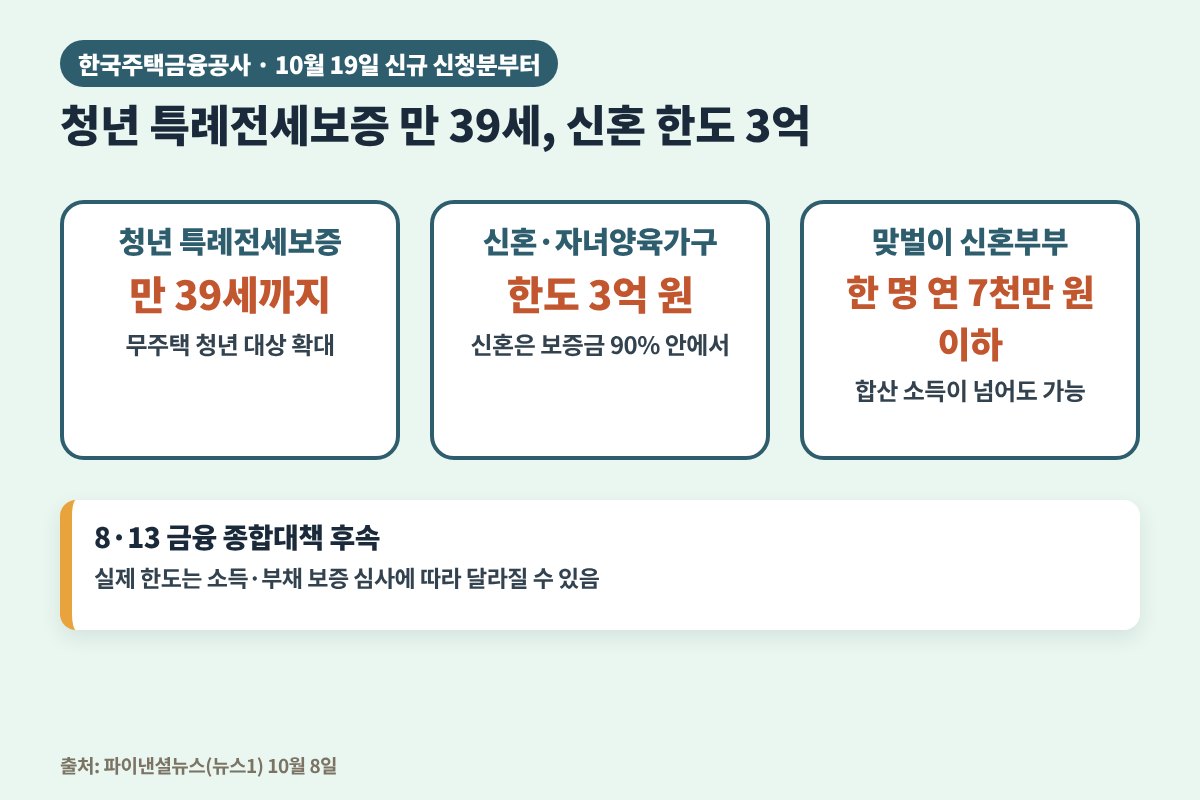 한국주택금융공사 · 10월 19일 신규 신청분부터
청년 특례전세보증 만 39세, 신혼 한도 3억
청년 특례전세보증
만 39세까지
무주택 청년 대상 확대
신혼·자녀양육가구
한도 3억 원
신혼은 보증금 90% 안에서
맞벌이 신혼부부
한 명 연 7천만 원
이하
합산 소득이 넘어도 가능
8·13 금융 종합대책 후속
실제 한도는 소득·부채 보증 심사에 따라 달라질 수 있음
출처: 파이낸셜뉴스(뉴스1) 10월 8일